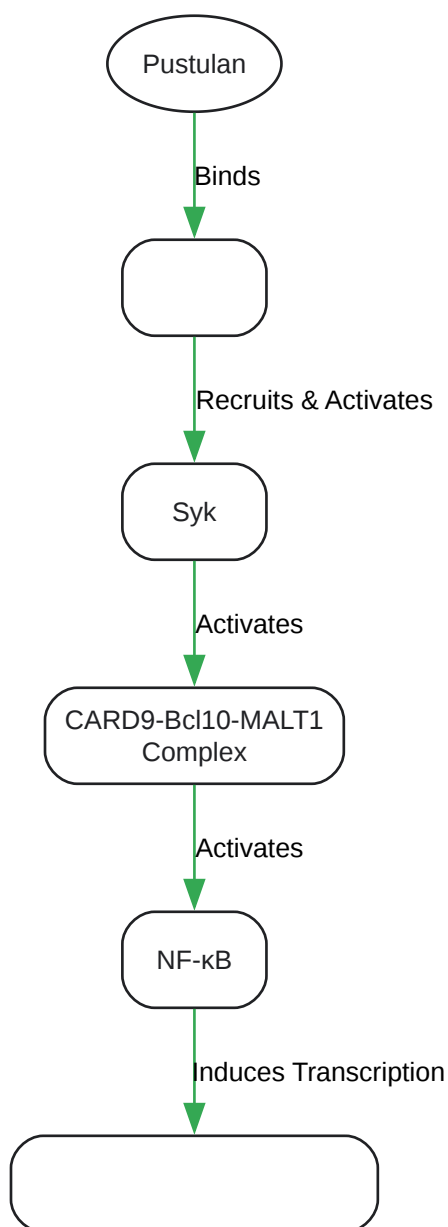 Pustulan
Binds
Recruits & Activates
Syk
Activates
CARD9-Bcl10-MALT1
Complex
Activates
NF-κB
Induces Transcription